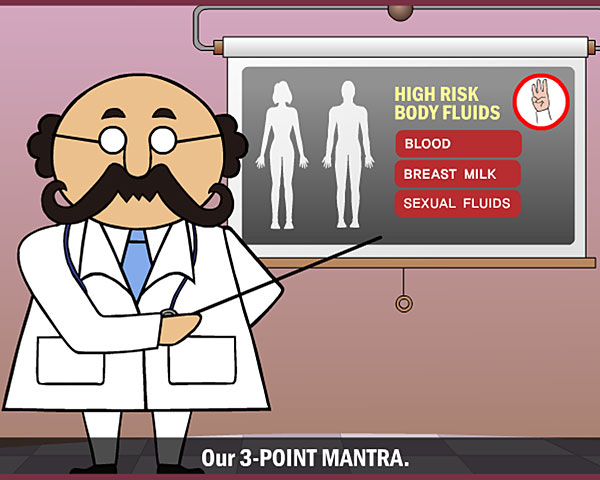 HIGH RISK
BODY FLUIDS
BLOOD
BREAST MILK
SEXUAL FLUIDS
Our 3-POINT MANTRA.